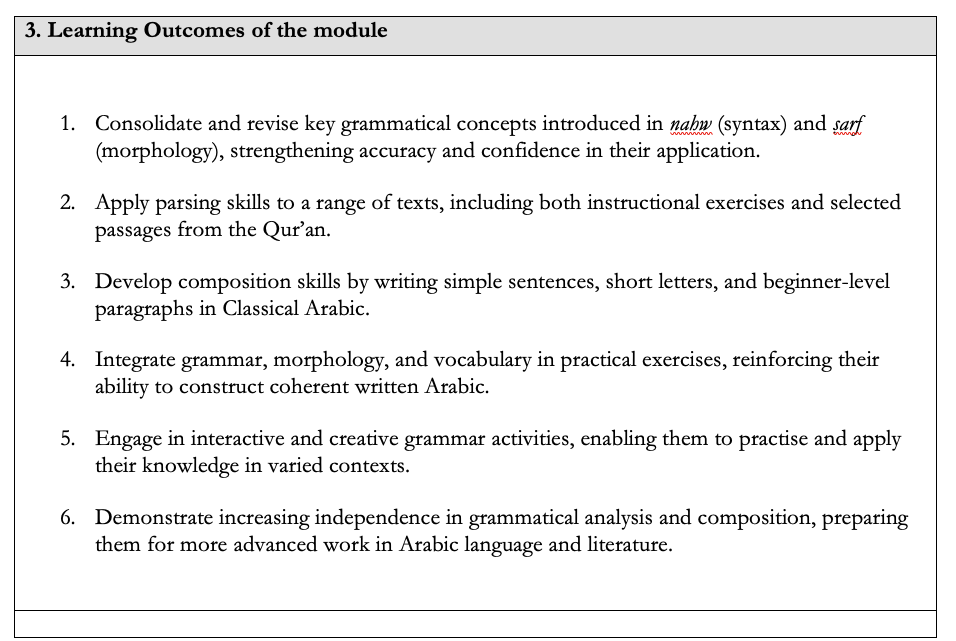 3. Learning Outcomes of the module
1. Consolidate and revise key grammatical concepts introduced in nahw (syntax) and ṣarf
(morphology), strengthening accuracy and confidence in their application.
2. Apply parsing skills to a range of texts, including both instructional exercises and selected
passages from the Qur’an.
3. Develop composition skills by writing simple sentences, short letters, and beginner-level
paragraphs in Classical Arabic.
4. Integrate grammar, morphology, and vocabulary in practical exercises, reinforcing their
ability to construct coherent written Arabic.
5. Engage in interactive and creative grammar activities, enabling them to practise and apply
their knowledge in varied contexts.
6. Demonstrate increasing independence in grammatical analysis and composition, preparing
them for more advanced work in Arabic language and literature.